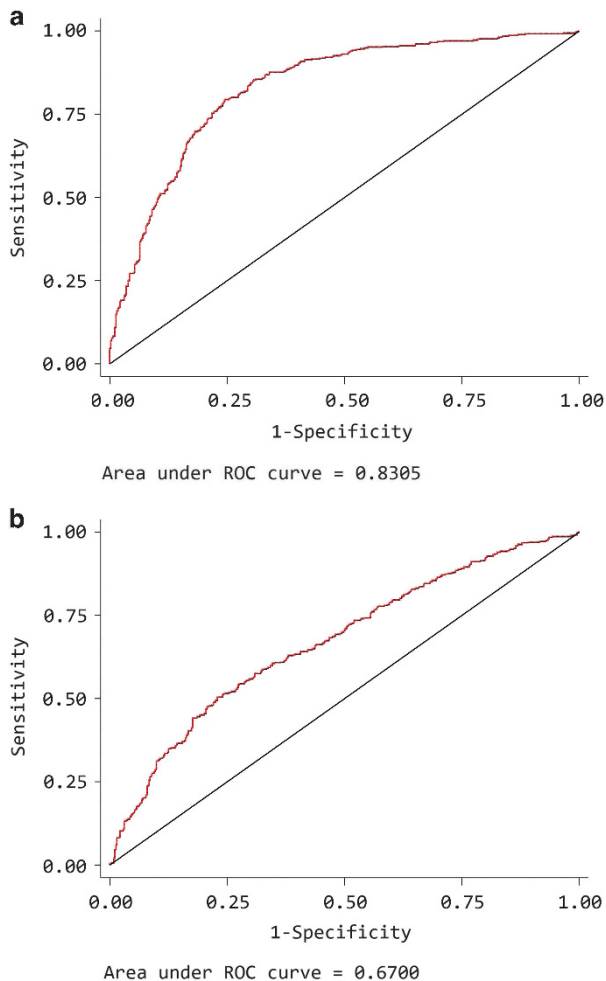 a
1.00
0.75
0.50
0.25
0.00
Sensitivity
0.00 0.25 0.50 0.75 1.00
1-Specificity
Area under ROC curve = 0.8305
b
1.00
0.75
0.50
0.25
0.00
Sensitivity
0.00 0.25 0.50 0.75 1.00
1-Specificity
Area under ROC curve = 0.6700